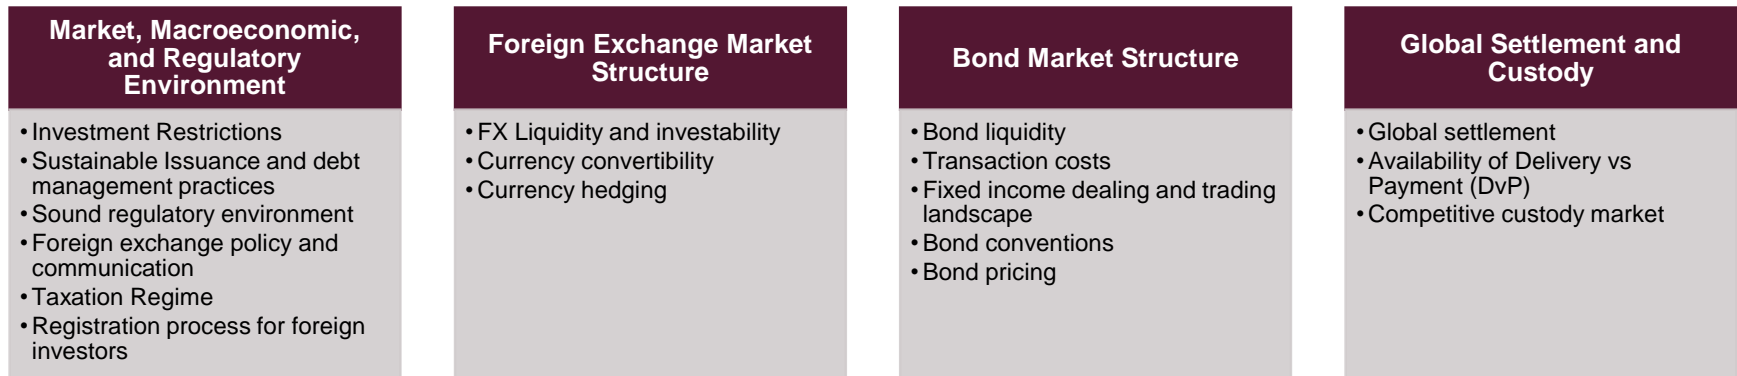 Market, Macroeconomic,
and Regulatory
Environment
• Investment Restrictions
• Sustainable Issuance and debt
management practices
• Sound regulatory environment
• Foreign exchange policy and
communication
• Taxation Regime
• Registration process for foreign
investors
Foreign Exchange Market
Structure
• FX Liquidity and investability
• Currency convertibility
• Currency hedging
Bond Market Structure
• Bond liquidity
• Transaction costs
• Fixed income dealing and trading
landscape
• Bond conventions
• Bond pricing
Global Settlement and
Custody
• Global settlement
• Availability of Delivery vs
Payment (DvP)
• Competitive custody market